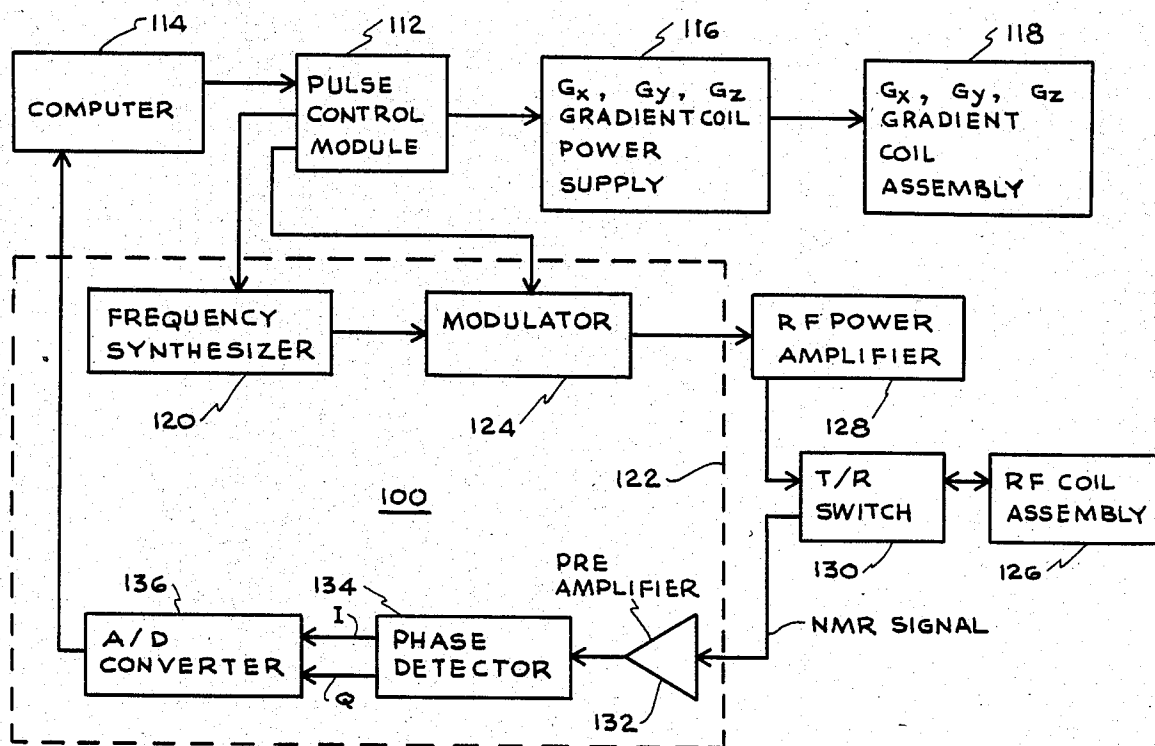 114
COMPUTER
112
PULSE
CONTROL
MODULE
116
Gx, Gy, Gz
GRADIENT COIL
POWER
SUPPLY
118
Gx, Gy, Gz
GRADIENT
COIL
ASSEMBLY
FREQUENCY
SYNTHESIZER
120
MODULATOR
124
RF POWER
AMPLIFIER
128
122
100
T/R
SWITCH
130
RF COIL
ASSEMBLY
126
136
A/D
CONVERTER
I
Q
134
PHASE
DETECTOR
PRE
AMPLIFIER
132
NMR SIGNAL